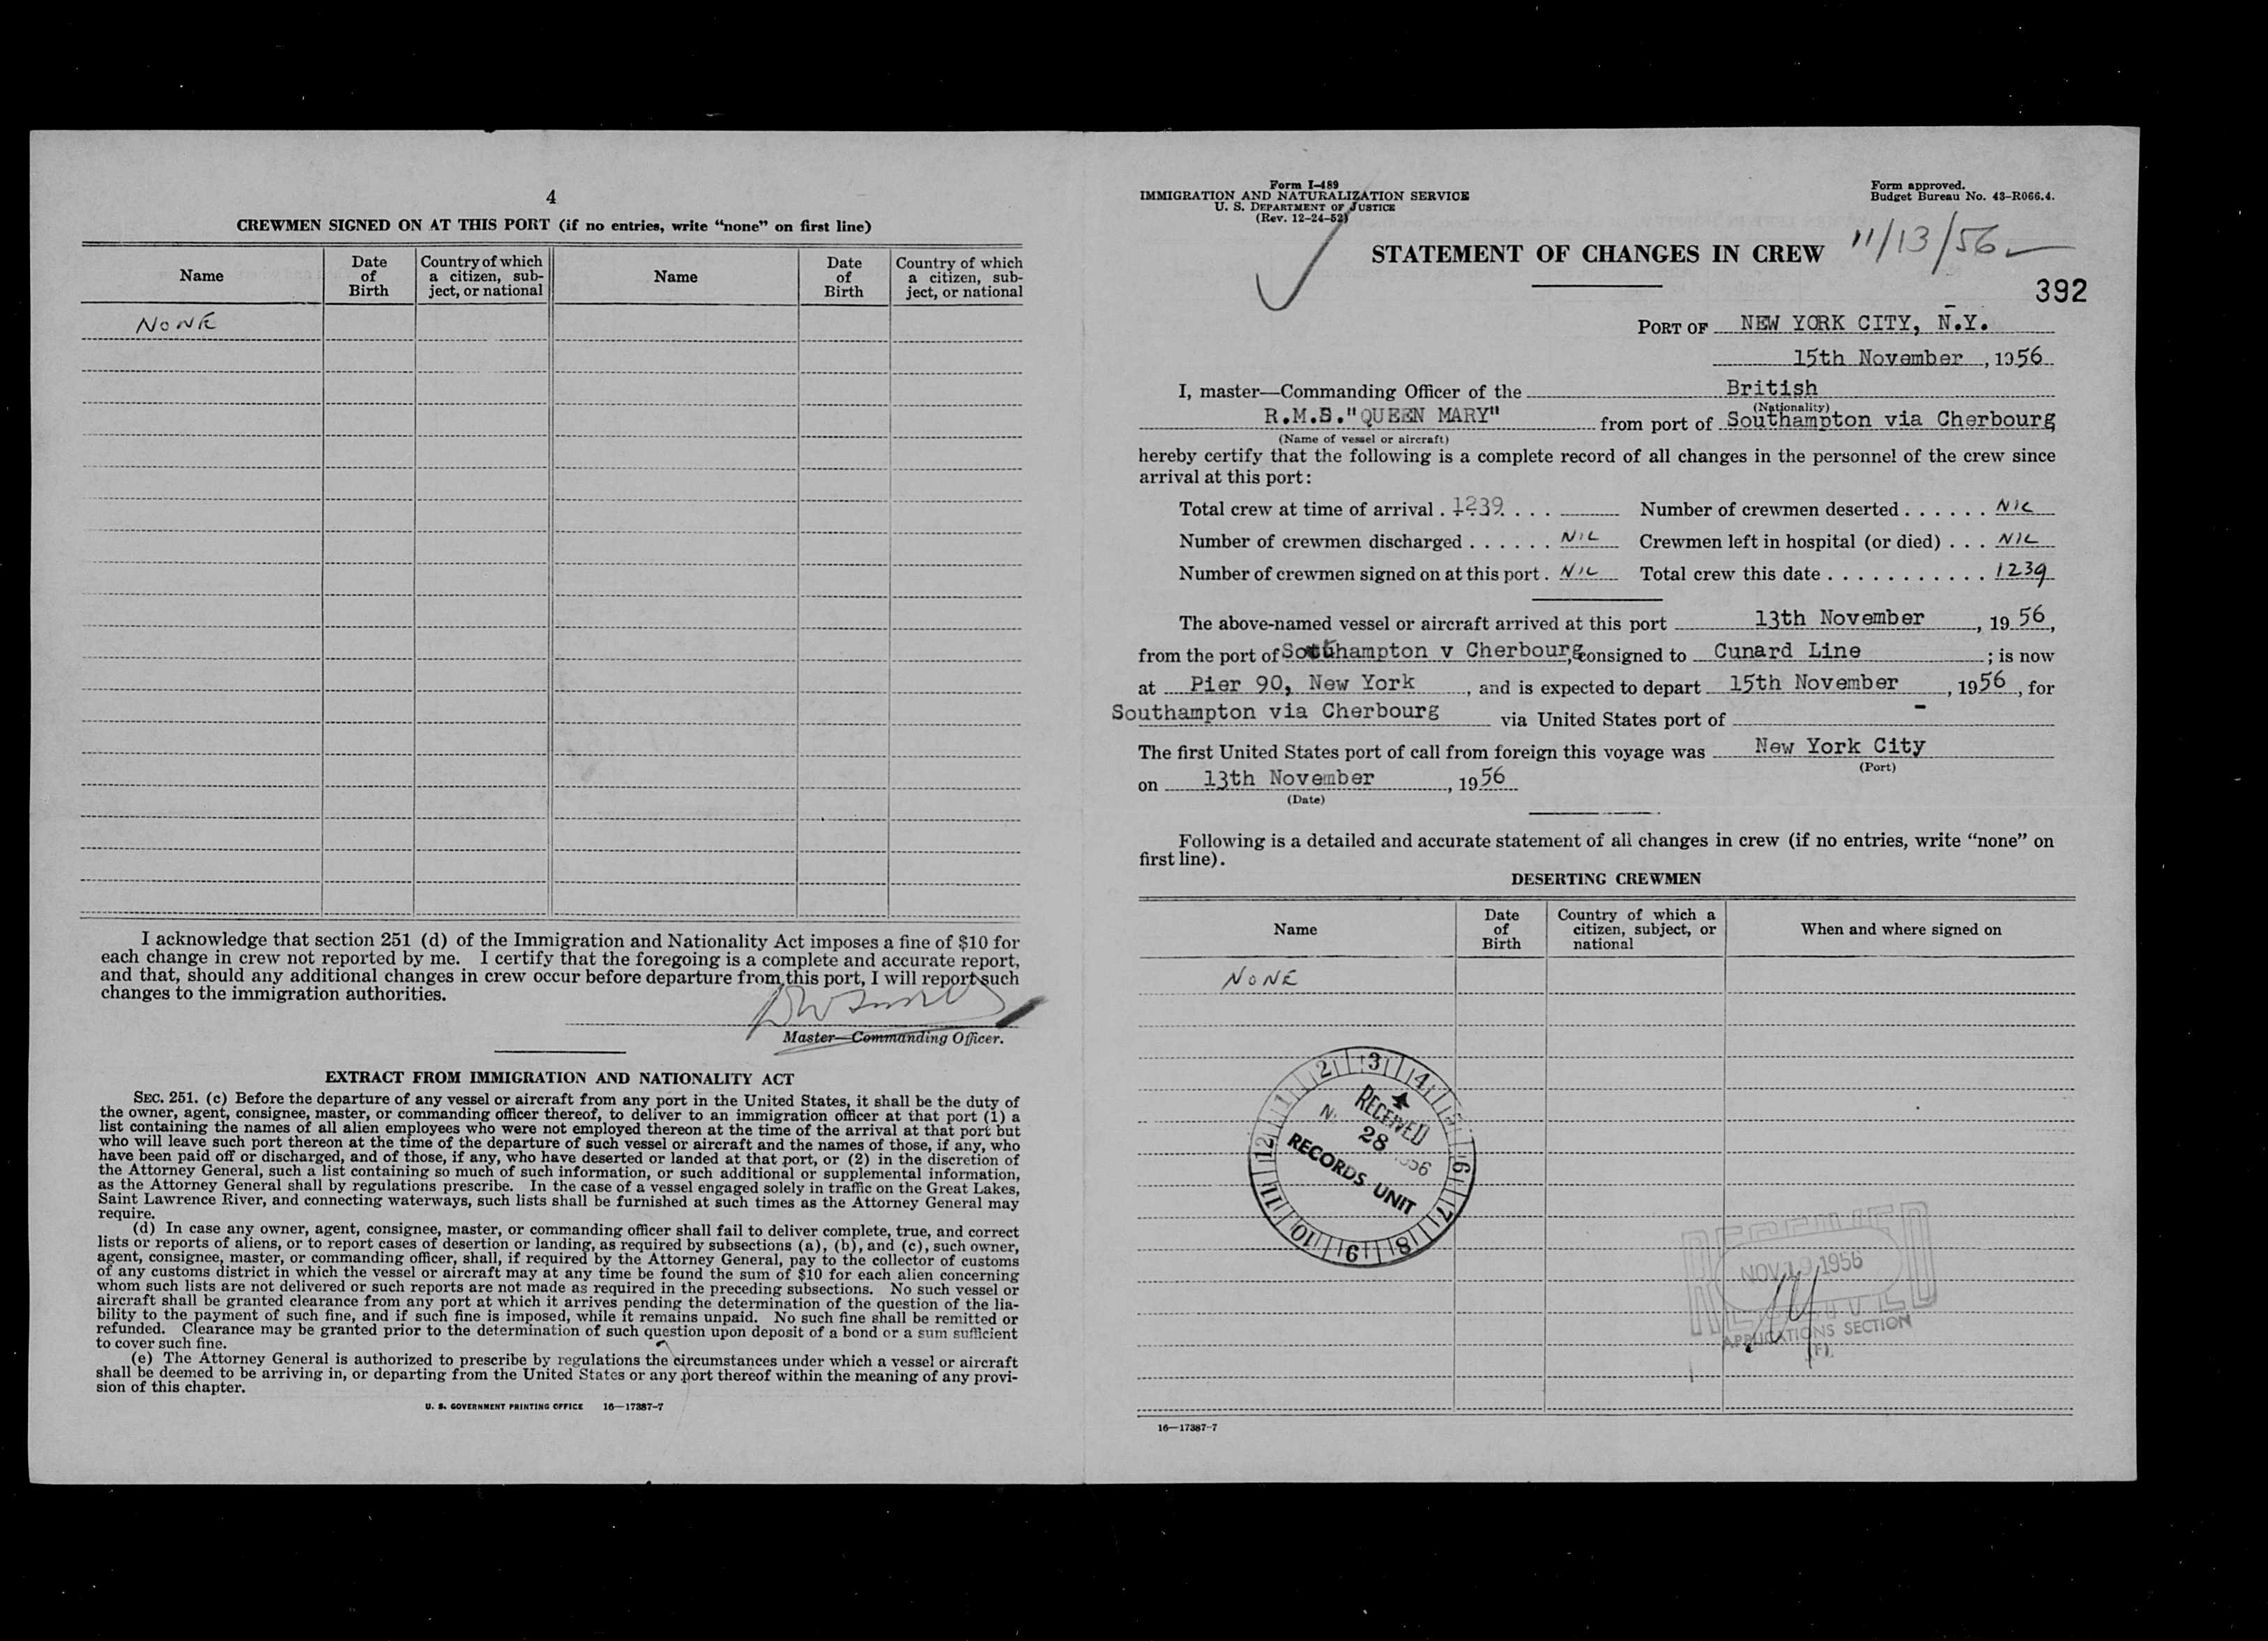 4
CREWMEN SIGNED ON AT THIS PORT (if no entries, write “none” on first line)
Name
Date of Birth
Country of which a citizen, sub-ject, or national
Name
Date of Birth
Country of which a citizen, sub-ject, or national
NONE
I acknowledge that section 251 (d) of the Immigration and Nationality Act imposes a fine of $10 for
each change in crew not reported by me. I certify that the foregoing is a complete and accurate report,
and that, should any additional changes in crew occur before departure from this port, I will report such
changes to the immigration authorities.
Master—Commanding Officer.
EXTRACT FROM IMMIGRATION AND NATIONALITY ACT
SEC. 251. (c) Before the departure of any vessel or aircraft from any port in the United States, it shall be the duty of
the owner, agent, consignee, master, or commanding officer thereof, to deliver to an immigration officer at that port (1) a
list containing the names of all alien employees who were not employed thereon at the time of the arrival at that port but
who will leave such port thereon at the time of the departure of such vessel or aircraft and the names of those, if any, who
have been paid off or discharged, and of those, if any, who have deserted or landed at that port, or (2) in the discretion of
the Attorney General, such a list containing so much of such information, or such additional or supplemental information,
as the Attorney General shall by regulations prescribe. In the case of a vessel engaged solely in traffic on the Great Lakes,
Saint Lawrence River, and connecting waterways, such lists shall be furnished at such times as the Attorney General may
require.
(d) In case any owner, agent, consignee, master, or commanding officer shall fail to deliver complete, true, and correct
lists or reports of aliens, or to report cases of desertion or landing, as required by subsections (a), (b), and (c), such owner,
agent, consignee, master, or commanding officer, shall, if required by the Attorney General, pay to the collector of customs
of any customs district in which the vessel or aircraft may at any time be found the sum of $10 for each alien concerning
whom such lists are not delivered or such reports are not made as required in the preceding subsections. No such vessel or
aircraft shall be granted clearance from any port at which it arrives pending the determination of the question of the lia-
bility to the payment of such fine, and if such fine is imposed, while it remains unpaid. No such fine shall be remitted or
refunded. Clearance may be granted prior to the determination of such question upon deposit of a bond or a sum sufficient
to cover such fine.
(e) The Attorney General is authorized to prescribe by regulations the circumstances under which a vessel or aircraft
shall be deemed to be arriving in, or departing from the United States or any port thereof within the meaning of any provi-
sion of this chapter.
U. S. GOVERNMENT PRINTING OFFICE 16—17387-7
Form I-489
IMMIGRATION AND NATURALIZATION SERVICE
U. S. DEPARTMENT OF JUSTICE
(Rev. 12-24-52)
Form approved.
Budget Bureau No. 43-R066.4.
STATEMENT OF CHANGES IN CREW 11/13/56
392
PORT OF NEW YORK CITY, N.Y.
15th November, 1956
I, master—Commanding Officer of the British
(Nationality)
R.M.S."QUEEN MARY" from port of Southampton via Cherbourg
(Name of vessel or aircraft)
hereby certify that the following is a complete record of all changes in the personnel of the crew since
arrival at this port:
Total crew at time of arrival . 1239. . . . Number of crewmen deserted . . . . . . NIL
Number of crewmen discharged . . . . . . NIL Crewmen left in hospital (or died) . . . NIL
Number of crewmen signed on at this port . NIL Total crew this date . . . . . . . . . . . 1239
The above-named vessel or aircraft arrived at this port 13th November, 1956,
from the port of Southampton v Cherbourg, consigned to Cunard Line ; is now
at Pier 90, New York, and is expected to depart 15th November, 1956, for
Southampton via Cherbourg via United States port of -
The first United States port of call from foreign this voyage was New York City
(Port)
on 13th November, 1956
(Date)
Following is a detailed and accurate statement of all changes in crew (if no entries, write “none” on
first line).
DESERTING CREWMEN
Name
Date of Birth
Country of which a citizen, subject, or national
When and where signed on
NONE
1 2 3 4 5 6 7 8 9 10 11 12
RECEIVED
28
RECORDS UNIT
RECEIVED
NOV 19 1956
APPLICATIONS SECTION
16—17387-7